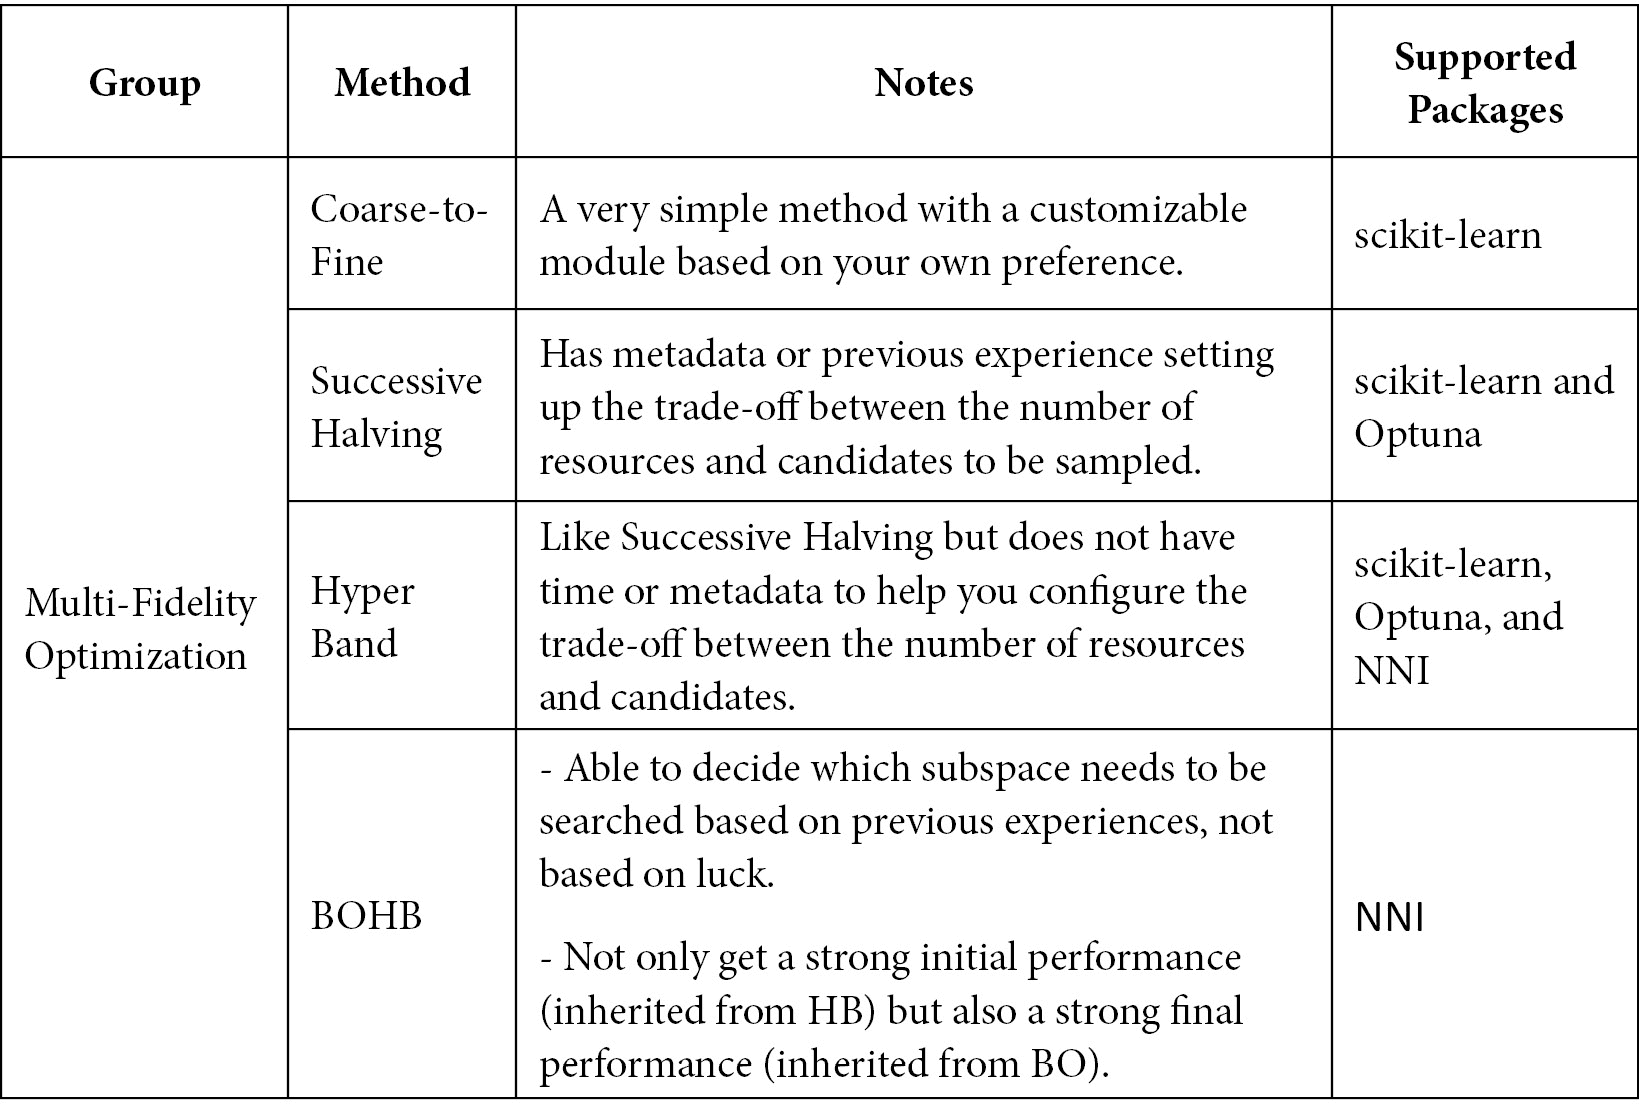 Group
Method
Notes
Supported
Packages
Multi-Fidelity
Optimization
Coarse-to-
Fine
A very simple method with a customizable
module based on your own preference.
scikit-learn
Successive
Halving
Has metadata or previous experience setting
up the trade-off between the number of
resources and candidates to be sampled.
scikit-learn and
Optuna
Hyper
Band
Like Successive Halving but does not have
time or metadata to help you configure the
trade-off between the number of resources
and candidates.
scikit-learn,
Optuna, and
NNI
BOHB
- Able to decide which subspace needs to be
searched based on previous experiences, not
based on luck.
- Not only get a strong initial performance
(inherited from HB) but also a strong final
performance (inherited from BO).
NNI